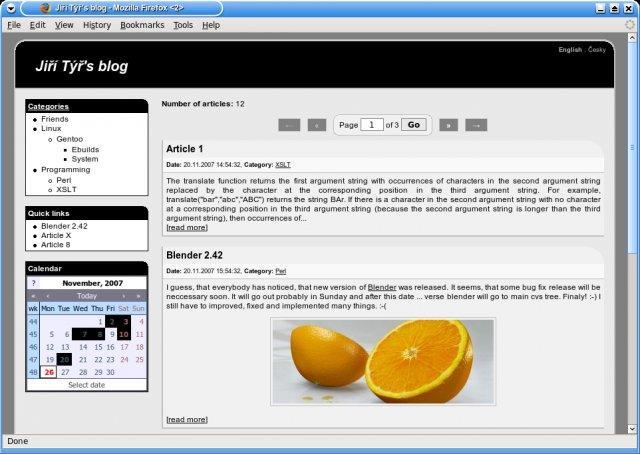 Jiří Týř's blog - Mozilla Firefox <2>
File Edit View History Bookmarks Tools Help
English : Česky
Jiří Týř's blog
Categories
Friends
Linux
Gentoo
Ebuilds
System
Programming
Perl
XSLT
Quick links
Blender 2.42
Article X
Article 8
Calendar
? November, 2007
« ‹ Today › »
wk Mon Tue Wed Thu Fri Sat Sun
44 1 2 3 4
45 5 6 7 8 9 10 11
46 12 13 14 15 16 17 18
47 19 20 21 22 23 24 25
48 26 27 28 29 30
Select date
Number of articles: 12
← « Page 1 of 3 Go » →
Article 1
Date: 20.11.2007 14:54:32, Category: XSLT
The translate function returns the first argument string with occurrences of characters in the second argument string
replaced by the character at the corresponding position in the third argument string. For example,
translate("bar","abc","ABC") returns the string BAr. If there is a character in the second argument string with no character
at a corresponding position in the third argument string (because the second argument string is longer than the third
argument string), then occurrences of...
[read more]
Blender 2.42
Date: 20.11.2007 15:54:32, Category: Perl
I guess, that everybody has noticed, that new version of Blender was released. It seems, that some bug fix release will be
neccessary soon. It will go out probably in Sunday and after this date ... verse blender will go to main cvs tree. Finaly! :-) I
still have to improved, fixed and implemented many things. :-(
[read more]
Done